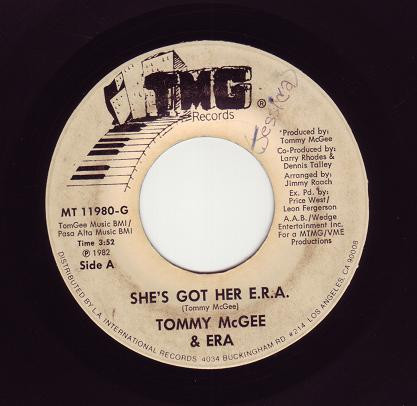 TMG ®
Records
Jessica
Produced by:
Tommy McGee
Co-Produced by:
Larry Rhodes &
Dennis Talley
Arranged by:
Jimmy Roach
Ex. Pd. by:
Price West/
Leon Fergerson
A.A.B./Wedge
Entertainment Inc.
For a MTMG/VME
Productions
MT 11980-G
TomGee Music BMI/
Pasa Alta Music BMI
Time 3:52
℗ 1982
Side A
SHE'S GOT HER E.R.A.
(Tommy McGee)
TOMMY McGEE
& ERA
DISTRIBUTED BY L.A. INTERNATIONAL RECORDS 4034 BUCKINGHAM RD #214 LOS ANGELES, CA 90008